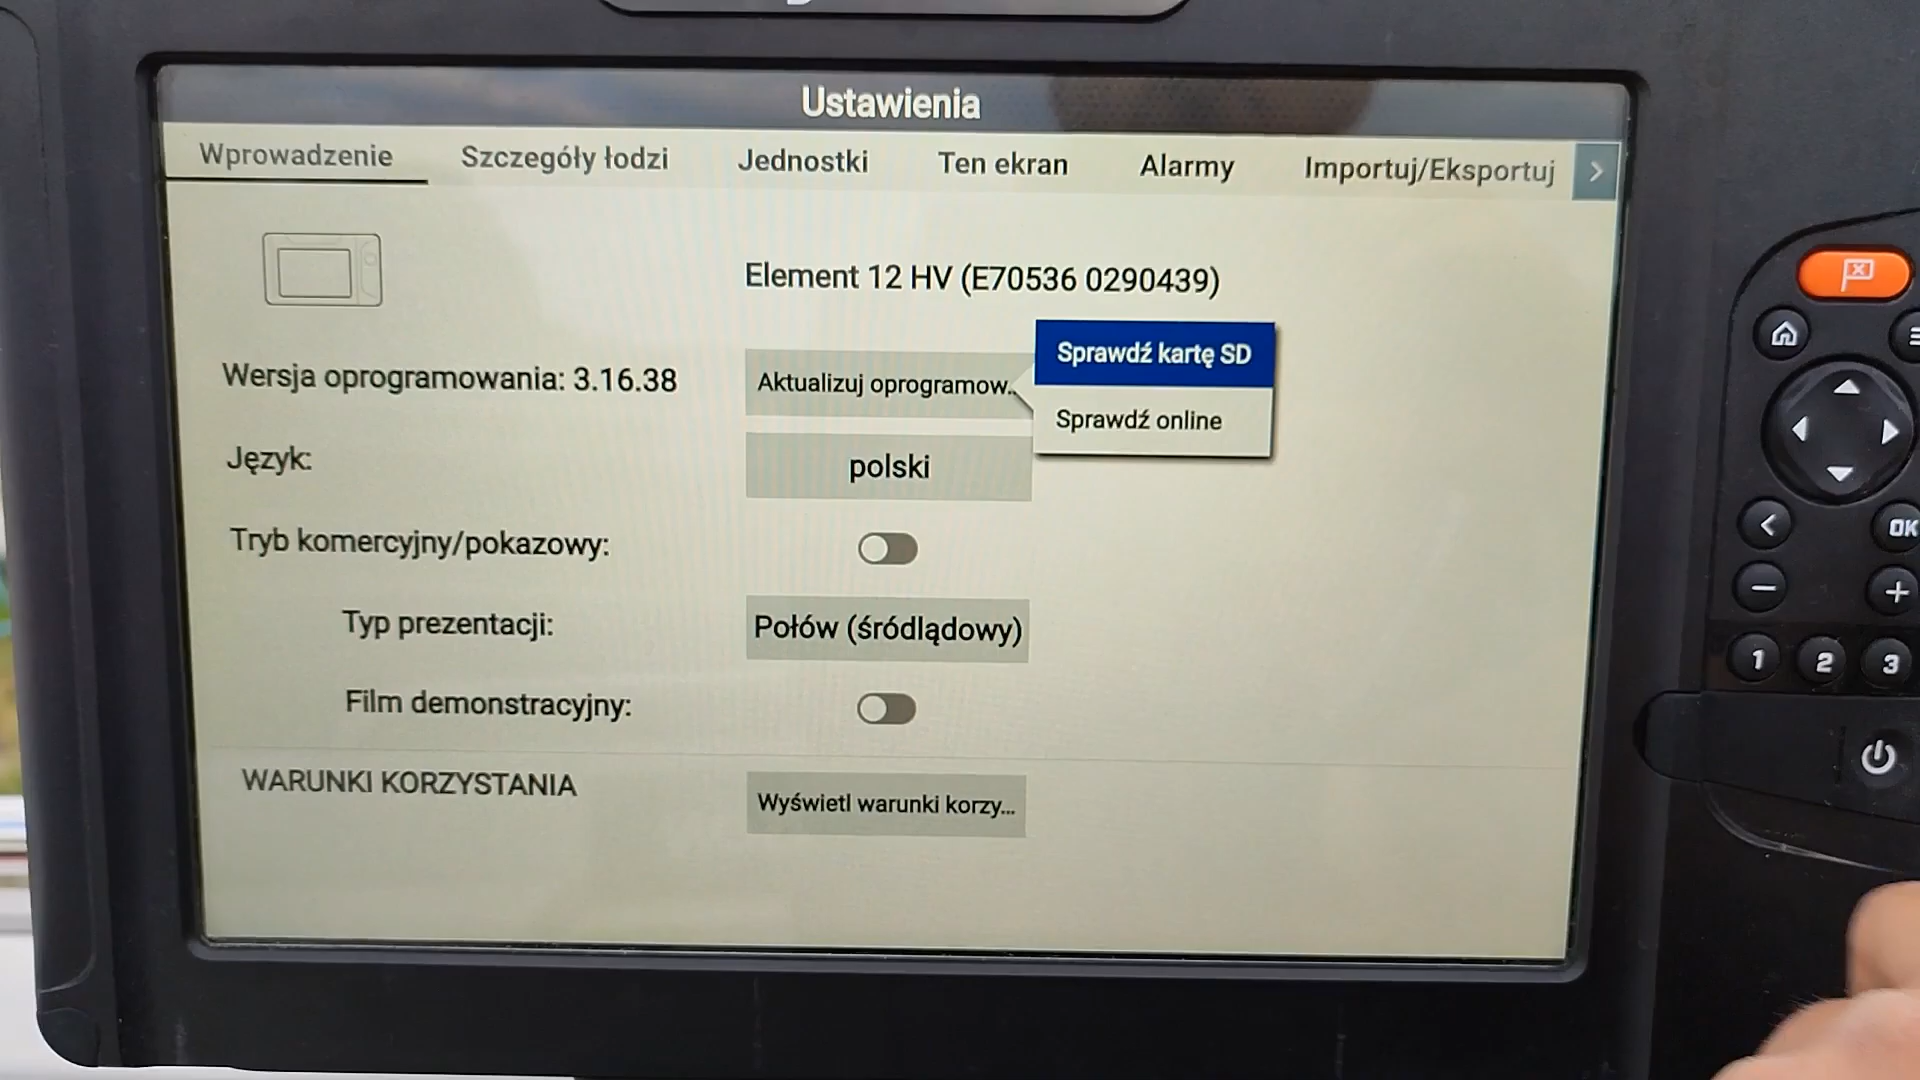 Ustawienia
Wprowadzenie Szczegóły łodzi Jednostki Ten ekran Alarmy Importuj/Eksportuj >
Element 12 HV (E70536 0290439)
Sprawdź kartę SD
Wersja oprogramowania: 3.16.38 Aktualizuj oprogramow..
Sprawdź online
Język: polski
Tryb komercyjny/pokazowy:
Typ prezentacji: Połów (śródlądowy)
Film demonstracyjny:
WARUNKI KORZYSTANIA Wyświetl warunki korzy...
OK
1 2 3